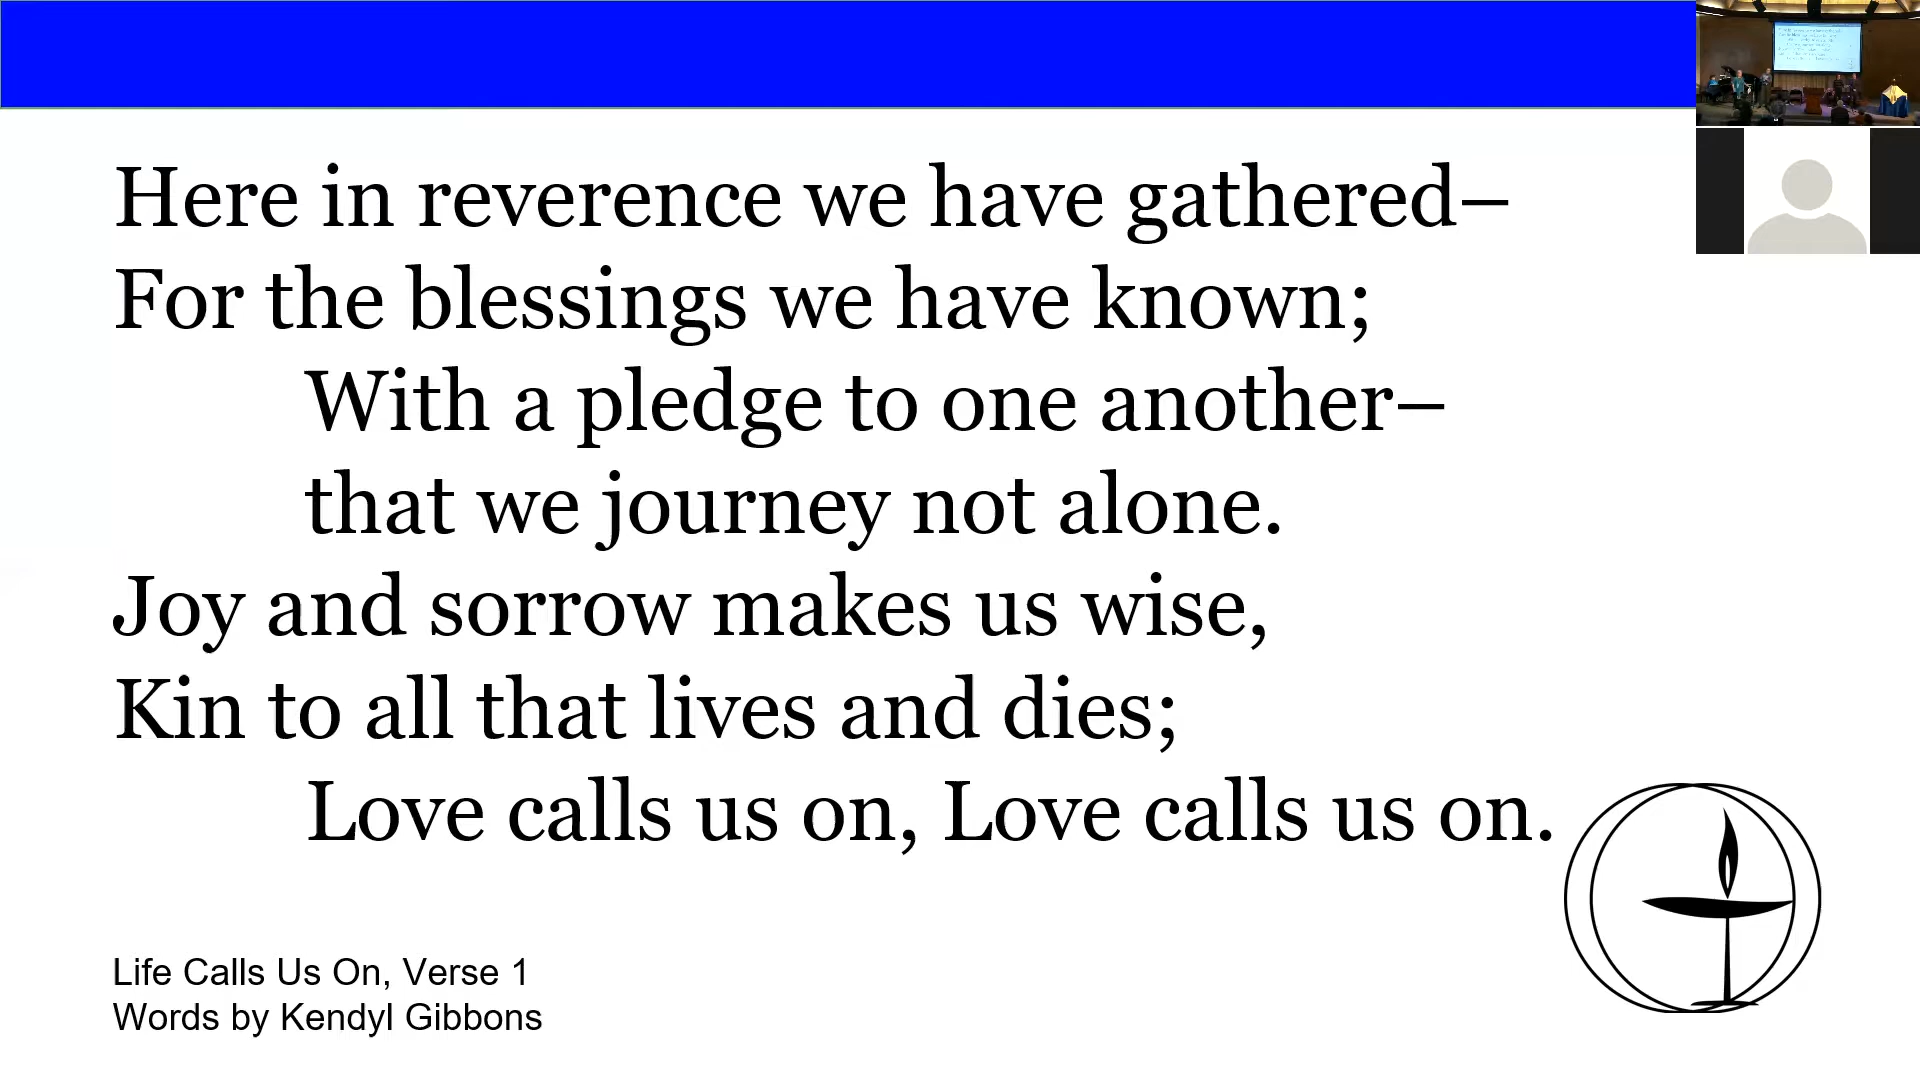 Here in reverence we have gathered–
For the blessings we have known;
With a pledge to one another–
that we journey not alone.
Joy and sorrow makes us wise,
Kin to all that lives and dies;
Love calls us on, Love calls us on.
Life Calls Us On, Verse 1
Words by Kendyl Gibbons